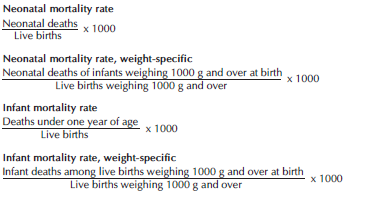 Neonatal mortality rate
Neonatal deaths x 1000
Live births
Neonatal mortality rate, weight-specific
Neonatal deaths of infants weighing 1000 g and over at birth x 1000
Live births weighing 1000 g and over
Infant mortality rate
Deaths under one year of age x 1000
Live births
Infant mortality rate, weight-specific
Infant deaths among live births weighing 1000 g and over at birth x 1000
Live births weighing 1000 g and over